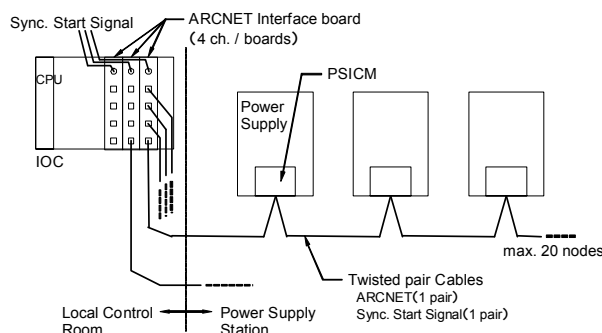 Sync. Start Signal
ARCNET Interface board
(4 ch. / boards)
CPU
IOC
PSICM
Power
Supply
max. 20 nodes
Twisted pair Cables
ARCNET(1 pair)
Sync. Start Signal(1 pair)
Local Control
Room
Power Supply
Station